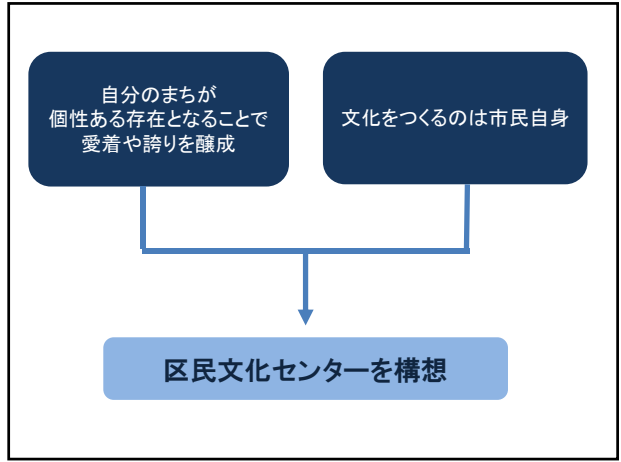 自分のまちが
個性ある存在となることで
愛着や誇りを醸成
文化をつくるのは市民自身
区民文化センターを構想